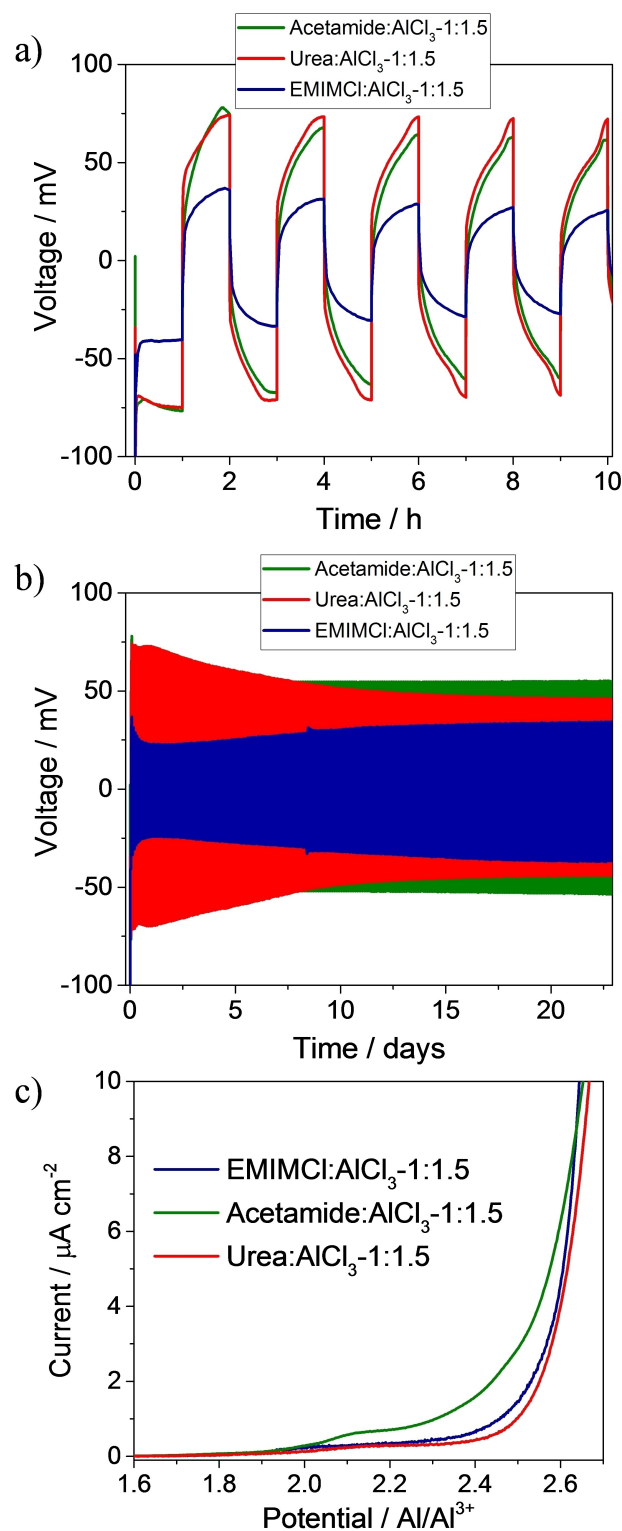 a)
Acetamide:AlCl3-1:1.5
Urea:AlCl3-1:1.5
EMIMCl:AlCl3-1:1.5
100
50
0
-50
-100
Voltage / mV
0 2 4 6 8 10
Time / h
b)
Acetamide:AlCl3-1:1.5
Urea:AlCl3-1:1.5
EMIMCl:AlCl3-1:1.5
100
50
0
-50
-100
Voltage / mV
0 5 10 15 20
Time / days
c)
EMIMCl:AlCl3-1:1.5
Acetamide:AlCl3-1:1.5
Urea:AlCl3-1:1.5
10
8
6
4
2
0
Current / µA cm-2
1.6 1.8 2.0 2.2 2.4 2.6
Potential / Al/Al3+